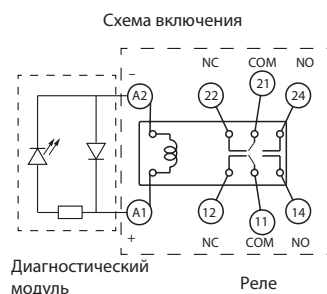 Схема включения
NC COM NO
−
A2 22 21 24
A1 12 11 14
+
NC COM NO
Диагностический
модуль
Реле